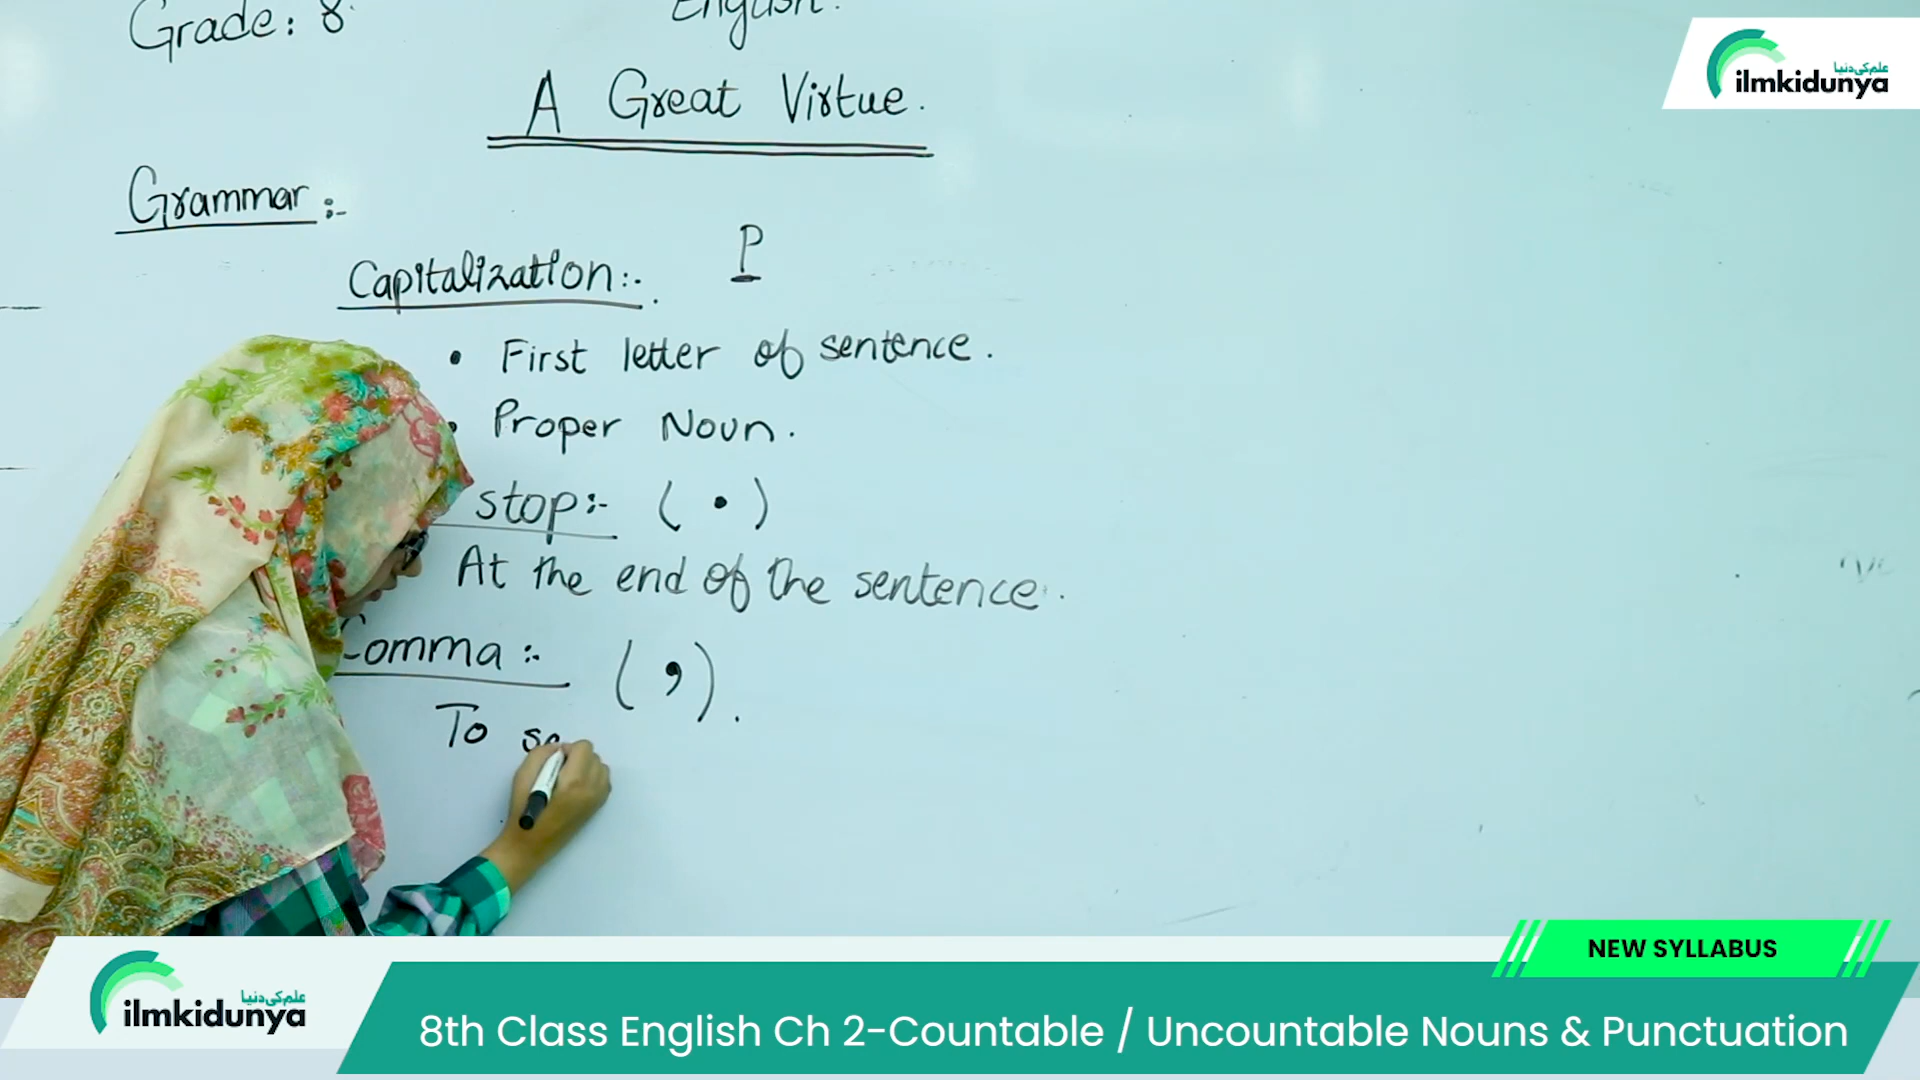 Grade: 8
English.
A Great Virtue.
Grammar :-
Capitalization:-.
P
• First letter of sentence.
• Proper Noun.
stop:- ( . )
At the end of the sentence.
Comma :- ( , ).
To
علم کی دنیا
ilmkidunya
NEW SYLLABUS
علم کی دنیا
ilmkidunya
8th Class English Ch 2-Countable / Uncountable Nouns & Punctuation